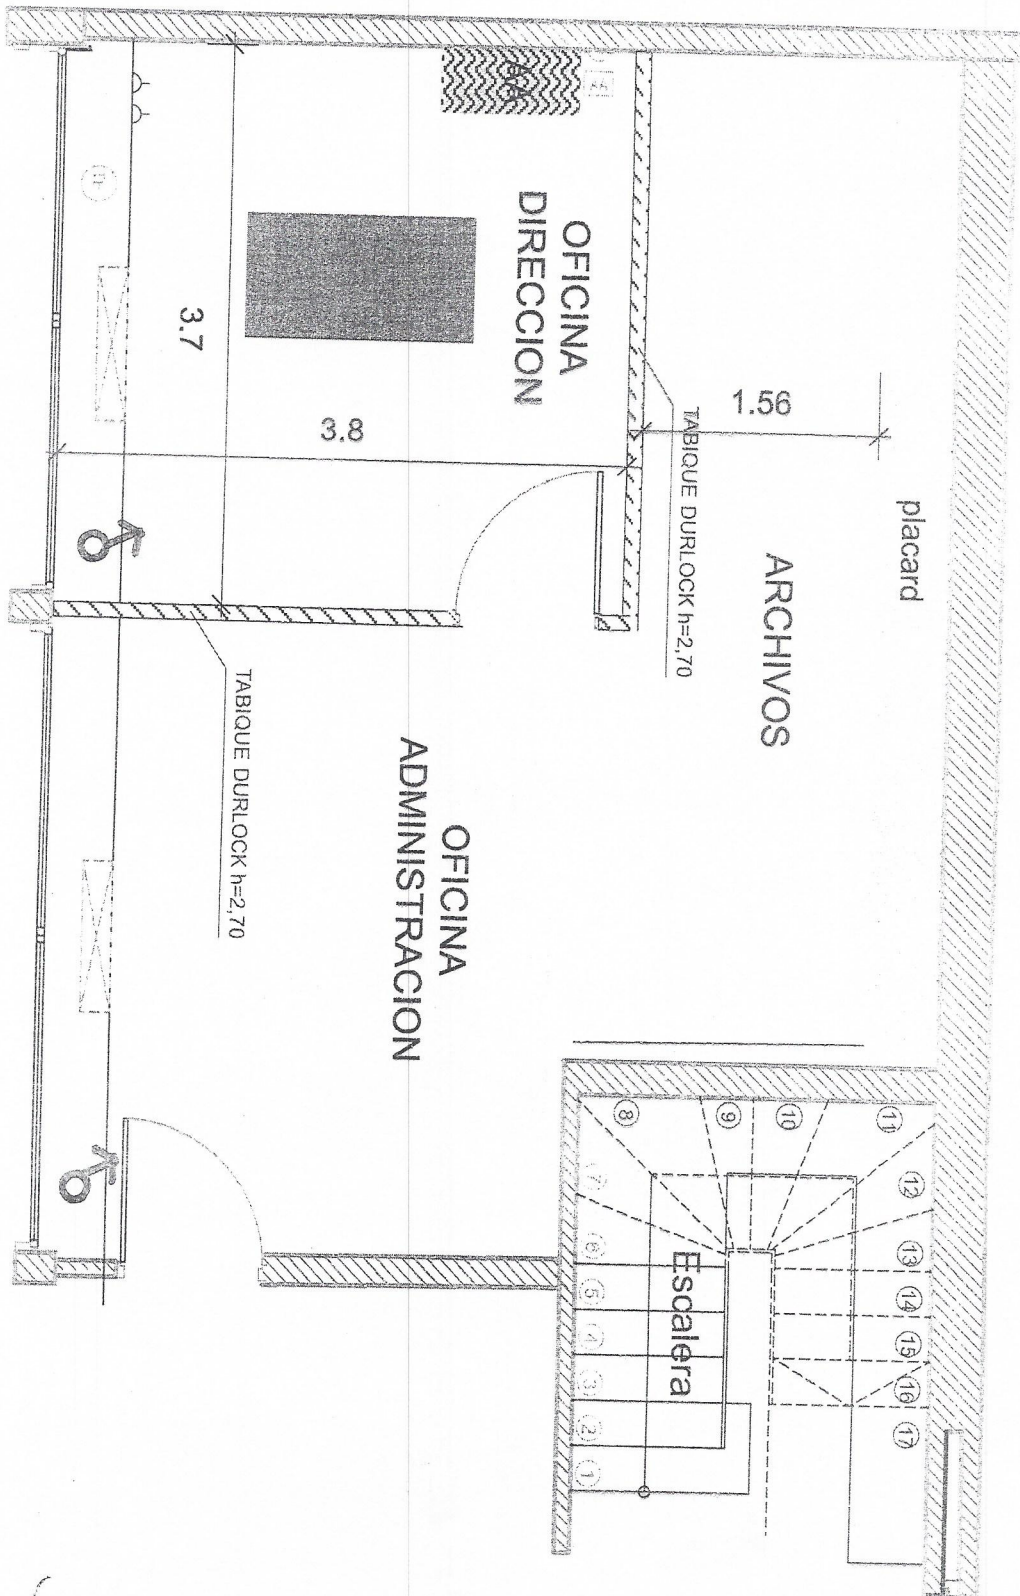 placard
ARCHIVOS
1.56
TABIQUE DURLOCK h=2,70
OFICINA
DIRECCION
AA
3.8
3.7
OFICINA
ADMINISTRACION
TABIQUE DURLOCK h=2,70
Escalera
1
2
3
4
5
6
7
8
9
10
11
12
13
14
15
16
17